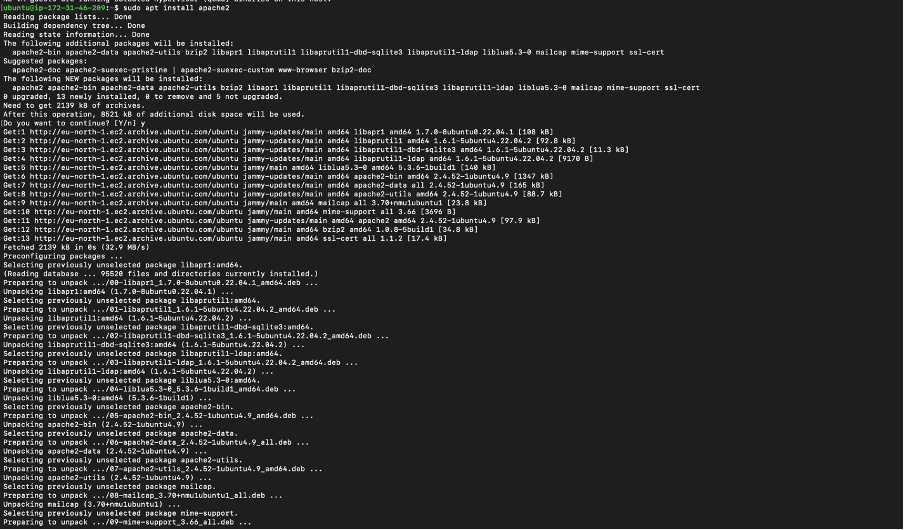 [ubuntu@ip-172-31-46-209:~$ sudo apt install apache2
Reading package lists... Done
Building dependency tree... Done
Reading state information... Done
The following additional packages will be installed:
  apache2-bin apache2-data apache2-utils bzip2 libapr1 libaprutil1 libaprutil1-dbd-sqlite3 libaprutil1-ldap liblua5.3-0 mailcap mime-support ssl-cert
Suggested packages:
  apache2-doc apache2-suexec-pristine | apache2-suexec-custom www-browser bzip2-doc
The following NEW packages will be installed:
  apache2 apache2-bin apache2-data apache2-utils bzip2 libapr1 libaprutil1 libaprutil1-dbd-sqlite3 libaprutil1-ldap liblua5.3-0 mailcap mime-support ssl-cert
0 upgraded, 13 newly installed, 0 to remove and 5 not upgraded.
Need to get 2139 kB of archives.
After this operation, 8521 kB of additional disk space will be used.
[Do you want to continue? [Y/n] y
Get:1 http://eu-north-1.ec2.archive.ubuntu.com/ubuntu jammy-updates/main amd64 libapr1 amd64 1.7.0-8ubuntu0.22.04.1 [108 kB]
Get:2 http://eu-north-1.ec2.archive.ubuntu.com/ubuntu jammy-updates/main amd64 libaprutil1 amd64 1.6.1-5ubuntu4.22.04.2 [92.8 kB]
Get:3 http://eu-north-1.ec2.archive.ubuntu.com/ubuntu jammy-updates/main amd64 libaprutil1-dbd-sqlite3 amd64 1.6.1-5ubuntu4.22.04.2 [11.3 kB]
Get:4 http://eu-north-1.ec2.archive.ubuntu.com/ubuntu jammy-updates/main amd64 libaprutil1-ldap amd64 1.6.1-5ubuntu4.22.04.2 [9170 B]
Get:5 http://eu-north-1.ec2.archive.ubuntu.com/ubuntu jammy/main amd64 liblua5.3-0 amd64 5.3.6-1build1 [140 kB]
Get:6 http://eu-north-1.ec2.archive.ubuntu.com/ubuntu jammy-updates/main amd64 apache2-bin amd64 2.4.52-1ubuntu4.9 [1347 kB]
Get:7 http://eu-north-1.ec2.archive.ubuntu.com/ubuntu jammy-updates/main amd64 apache2-data all 2.4.52-1ubuntu4.9 [165 kB]
Get:8 http://eu-north-1.ec2.archive.ubuntu.com/ubuntu jammy-updates/main amd64 apache2-utils amd64 2.4.52-1ubuntu4.9 [88.7 kB]
Get:9 http://eu-north-1.ec2.archive.ubuntu.com/ubuntu jammy/main amd64 mailcap all 3.70+nmu1ubuntu1 [23.8 kB]
Get:10 http://eu-north-1.ec2.archive.ubuntu.com/ubuntu jammy/main amd64 mime-support all 3.66 [3696 B]
Get:11 http://eu-north-1.ec2.archive.ubuntu.com/ubuntu jammy-updates/main amd64 apache2 amd64 2.4.52-1ubuntu4.9 [97.9 kB]
Get:12 http://eu-north-1.ec2.archive.ubuntu.com/ubuntu jammy/main amd64 bzip2 amd64 1.0.8-5build1 [34.8 kB]
Get:13 http://eu-north-1.ec2.archive.ubuntu.com/ubuntu jammy/main amd64 ssl-cert all 1.1.2 [17.4 kB]
Fetched 2139 kB in 0s (32.9 MB/s)
Preconfiguring packages ...
Selecting previously unselected package libapr1:amd64.
(Reading database ... 95520 files and directories currently installed.)
Preparing to unpack .../00-libapr1_1.7.0-8ubuntu0.22.04.1_amd64.deb ...
Unpacking libapr1:amd64 (1.7.0-8ubuntu0.22.04.1) ...
Selecting previously unselected package libaprutil1:amd64.
Preparing to unpack .../01-libaprutil1_1.6.1-5ubuntu4.22.04.2_amd64.deb ...
Unpacking libaprutil1:amd64 (1.6.1-5ubuntu4.22.04.2) ...
Selecting previously unselected package libaprutil1-dbd-sqlite3:amd64.
Preparing to unpack .../02-libaprutil1-dbd-sqlite3_1.6.1-5ubuntu4.22.04.2_amd64.deb ...
Unpacking libaprutil1-dbd-sqlite3:amd64 (1.6.1-5ubuntu4.22.04.2) ...
Selecting previously unselected package libaprutil1-ldap:amd64.
Preparing to unpack .../03-libaprutil1-ldap_1.6.1-5ubuntu4.22.04.2_amd64.deb ...
Unpacking libaprutil1-ldap:amd64 (1.6.1-5ubuntu4.22.04.2) ...
Selecting previously unselected package liblua5.3-0:amd64.
Preparing to unpack .../04-liblua5.3-0_5.3.6-1build1_amd64.deb ...
Unpacking liblua5.3-0:amd64 (5.3.6-1build1) ...
Selecting previously unselected package apache2-bin.
Preparing to unpack .../05-apache2-bin_2.4.52-1ubuntu4.9_amd64.deb ...
Unpacking apache2-bin (2.4.52-1ubuntu4.9) ...
Selecting previously unselected package apache2-data.
Preparing to unpack .../06-apache2-data_2.4.52-1ubuntu4.9_all.deb ...
Unpacking apache2-data (2.4.52-1ubuntu4.9) ...
Selecting previously unselected package apache2-utils.
Preparing to unpack .../07-apache2-utils_2.4.52-1ubuntu4.9_amd64.deb ...
Unpacking apache2-utils (2.4.52-1ubuntu4.9) ...
Selecting previously unselected package mailcap.
Preparing to unpack .../08-mailcap_3.70+nmu1ubuntu1_all.deb ...
Unpacking mailcap (3.70+nmu1ubuntu1) ...
Selecting previously unselected package mime-support.
Preparing to unpack .../09-mime-support_3.66_all.deb ...